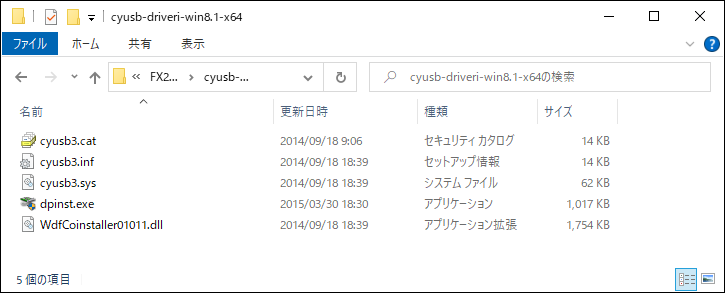 cyusb-driveri-win8.1-x64
ファイル ホーム 共有 表示
« FX2... › cyusb-... cyusb-driveri-win8.1-x64の検索
名前 更新日時 種類 サイズ
cyusb3.cat 2014/09/18 9:06 セキュリティ カタログ 14 KB
cyusb3.inf 2014/09/18 18:39 セットアップ情報 14 KB
cyusb3.sys 2014/09/18 18:39 システム ファイル 62 KB
dpinst.exe 2015/03/30 18:30 アプリケーション 1,017 KB
WdfCoinstaller01011.dll 2014/09/18 18:39 アプリケーション拡張 1,754 KB
5 個の項目